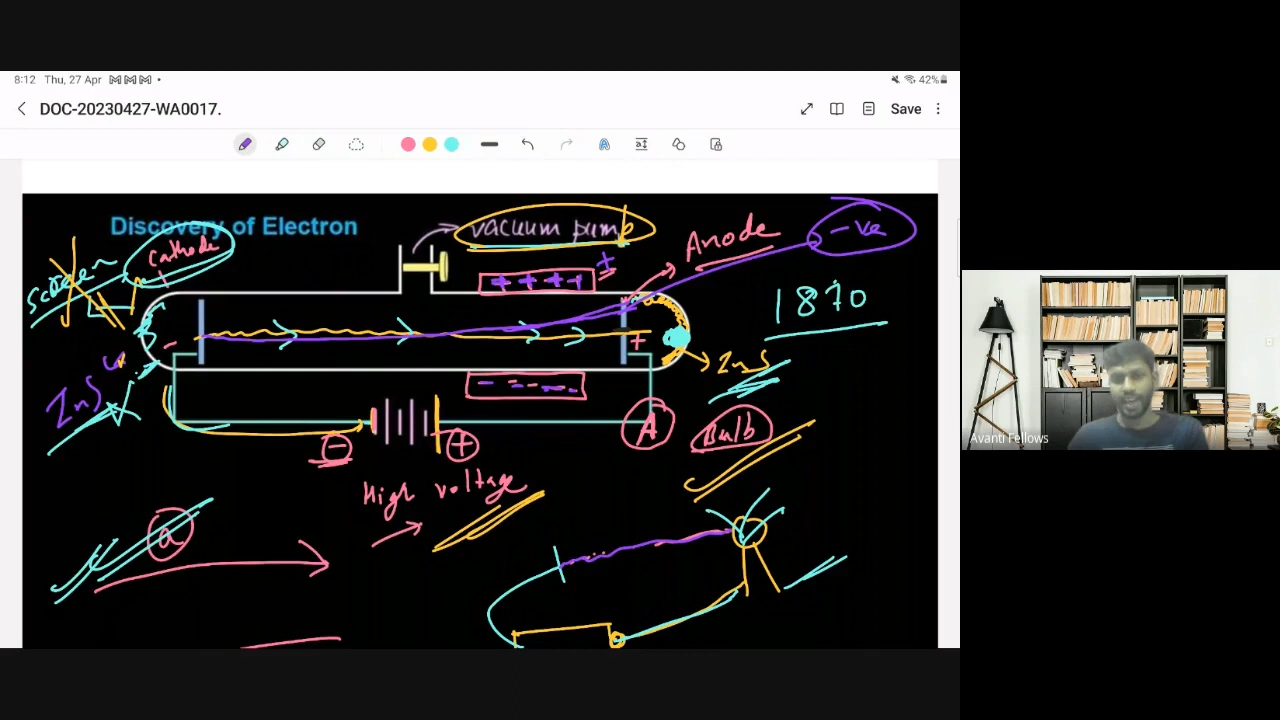 8:12 Thu, 27 Apr
42%
DOC-20230427-WA0017.
Save
Discovery of Electron
vacuum pump
Anode
-ve
Cathode
Screen
+ + + +
+
1870
-
+
ZnS
ZnS
- - - - -
A
Bulb
-
+
High voltage
a
Avanti Fellows